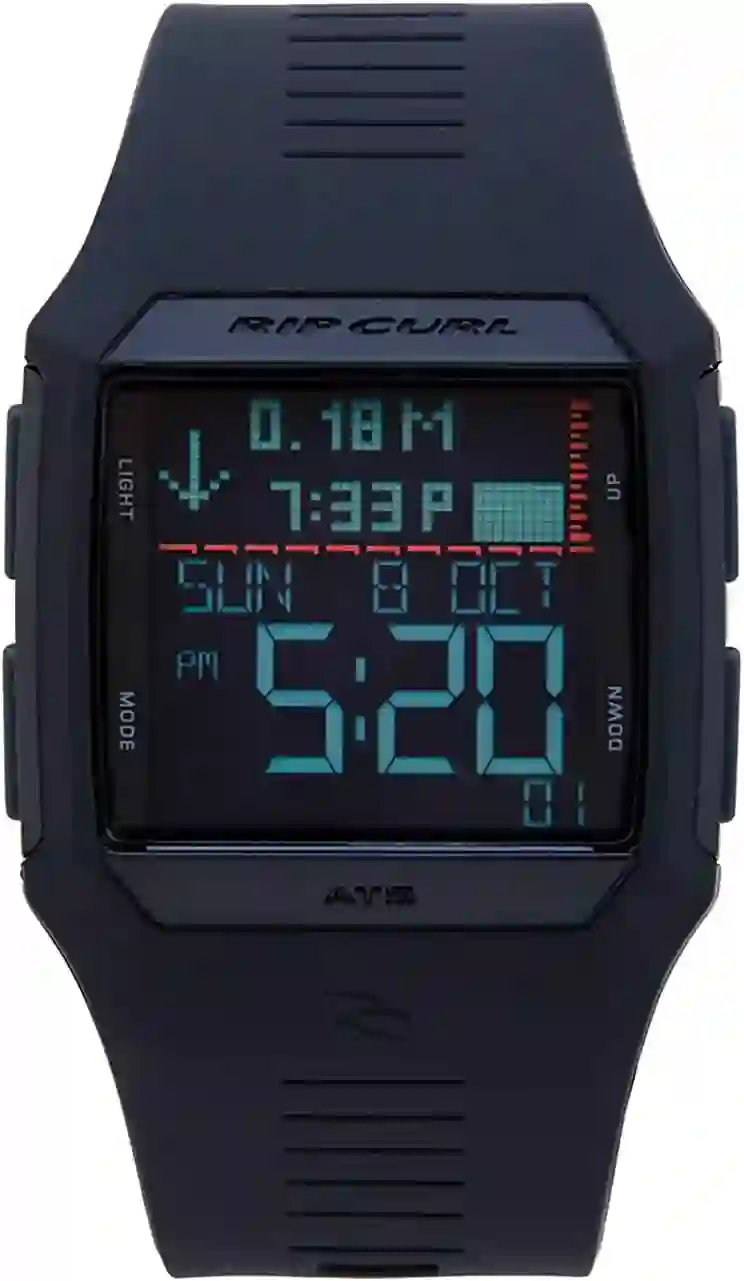 RIP CURL
0.18 M
7:33 P
LIGHT
UP
SUN 8 OCT
PM 5:20
MODE
DOWN
01
ATS